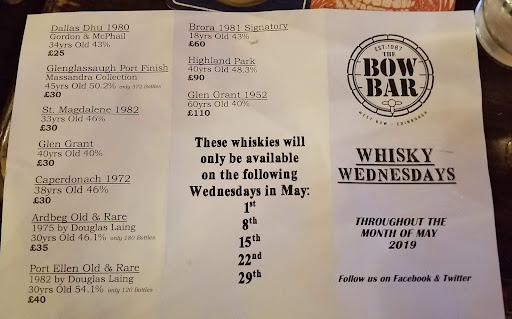 Dallas Dhu 1980
Gordon & McPhail
34yrs Old 43%
£25
Glenglassaugh Port Finish
Massandra Collection
45yrs Old 50.2% only 372 Bottles
£30
St. Magdalene 1982
33yrs Old 46%
£30
Glen Grant
40yrs Old 40%
£30
Caperdonach 1972
38yrs Old 46%
£30
Ardbeg Old & Rare
1975 by Douglas Laing
30yrs Old 46.1% only 180 Bottles
£35
Port Ellen Old & Rare
1982 by Douglas Laing
30yrs Old 54.1% only 120 Bottles
£40
Brora 1981 Signatory
18yrs Old 43%
£60
Highland Park
40yrs Old 48.3%
£90
Glen Grant 1952
60yrs Old 40%
£110
These whiskies will
only be available
on the following
Wednesdays in May:
1st
8th
15th
22nd
29th
EST. 1987
THE
BOW
BAR
WEST BOW - EDINBURGH
WHISKY
WEDNESDAYS
THROUGHOUT THE
MONTH OF MAY
2019
Follow us on Facebook & Twitter